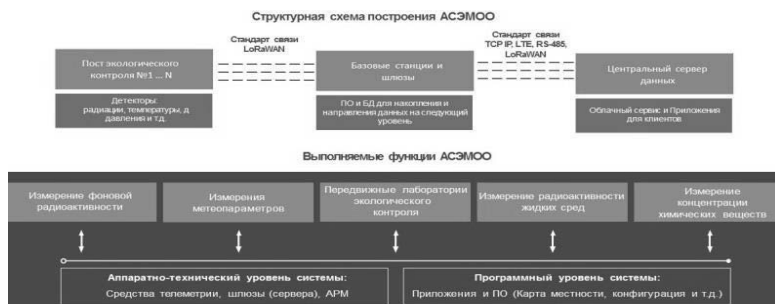 Структурная схема построения АСЭМОО
Стандарт связи
LoRaWAN
Стандарт связи
TCP IP, LTE, RS-485,
LoRaWAN
Пост экологического
контроля №1 ... N
Базовые станции и
шлюзы
Центральный сервер
данных
Детекторы:
радиации, температуры, д
давления и т.д.
ПО и БД для накопления и
направления данных на следующий
уровень
Облачный сервис и Приложения
для клиентов
Выполняемые функции АСЭМОО
Измерение фоновой
радиоактивности
Измерения
метеопараметров
Передвижные лаборатории
экологического
контроля
Измерение радиоактивности
жидких сред
Измерение
концентрации
химических веществ
Аппаратно-технический уровень системы:
Средства телеметрии, шлюзы (сервера), АРМ
Программный уровень системы:
Приложения и ПО (Карта местности, конфигурация и т.д.)